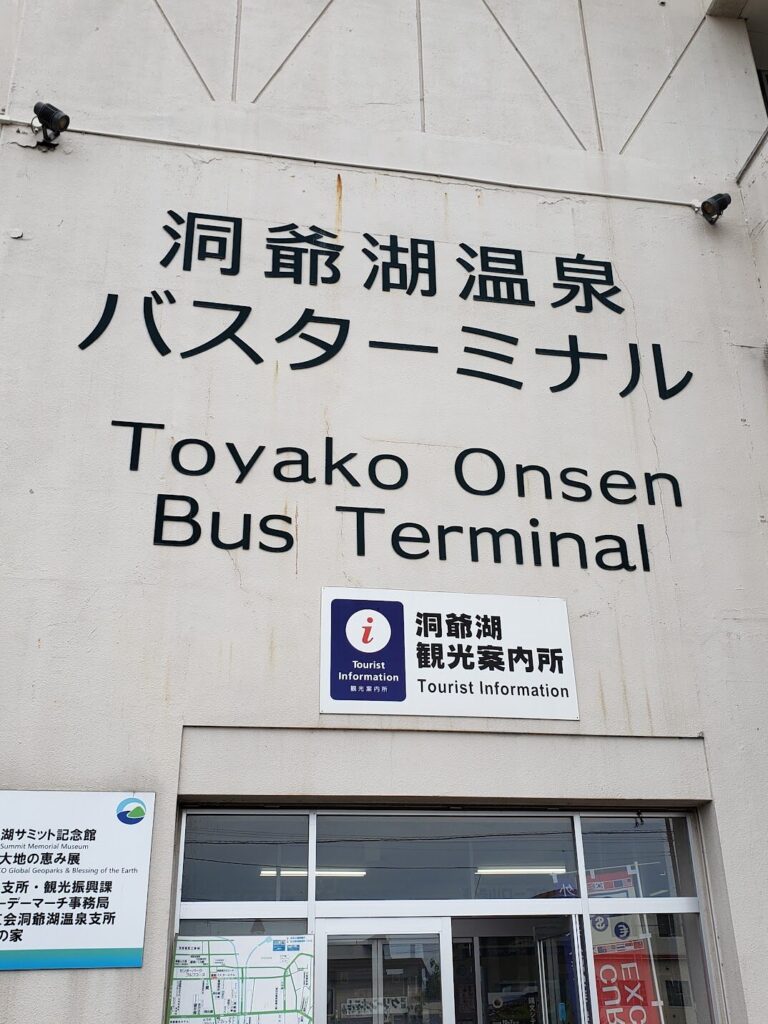 洞爺湖温泉
バスターミナル
Toyako Onsen
Bus Terminal
i
Tourist
Information
観光案内所
洞爺湖
観光案内所
Tourist Information
湖サミット記念館
Summit Memorial Museum
大地の恵み展
CO Global Geoparks & Blessing of the Earth
支所・観光振興課
ーデーマーチ事務局
会洞爺湖温泉支所
の家